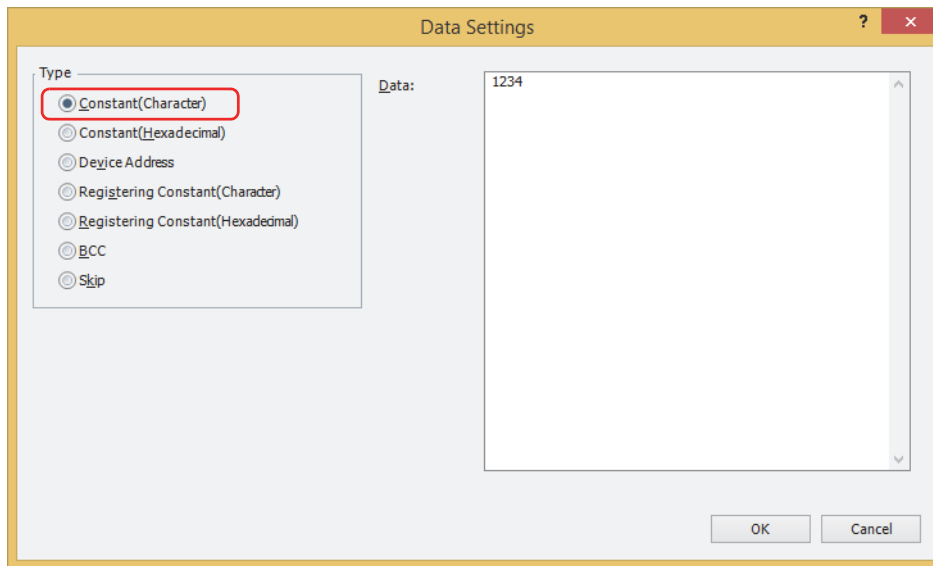 Data Settings
?
Type
Constant(Character)
Constant(Hexadecimal)
Device Address
Registering Constant(Character)
Registering Constant(Hexadecimal)
BCC
Skip
Data:
1234
OK
Cancel